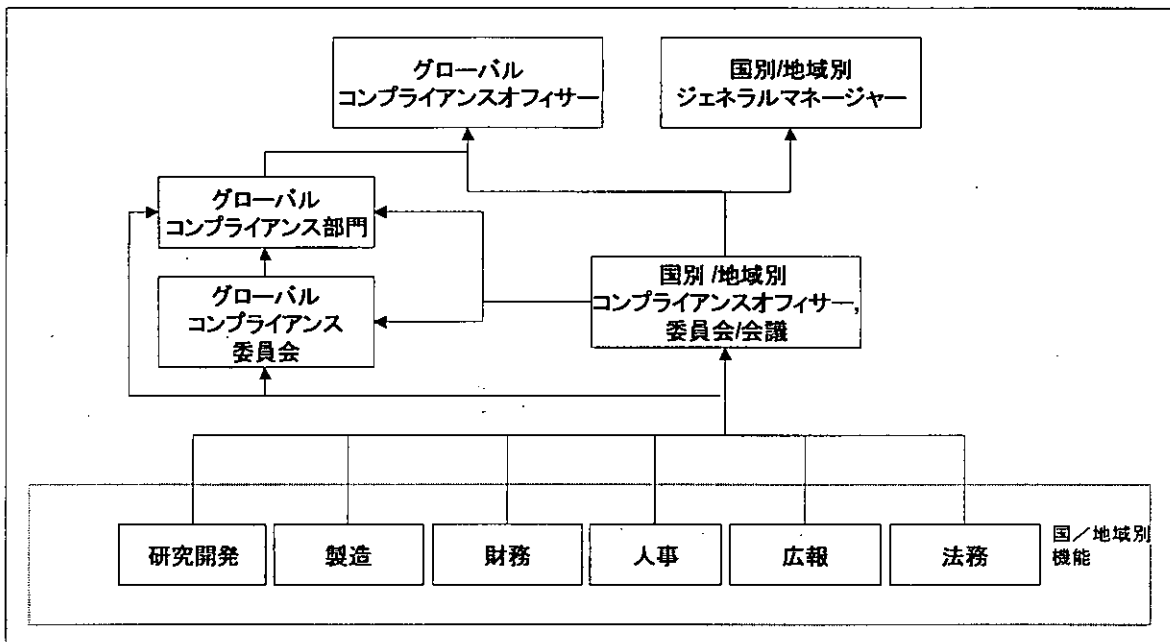 グローバル
コンプライアンスオフィサー
国別/地域別
ジェネラルマネージャー
グローバル
コンプライアンス部門
グローバル
コンプライアンス
委員会
国別 /地域別
コンプライアンスオフィサー,
委員会/会議
研究開発
製造
財務
人事
広報
法務
国／地域別
機能